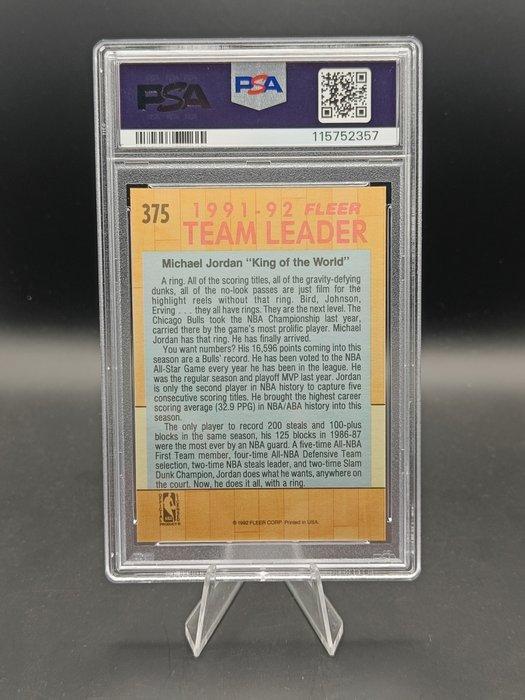 PSA
PSA
115752357
375
1991-92 FLEER
TEAM LEADER
Michael Jordan "King of the World"
A ring. All of the scoring titles, all of the gravity-defying
dunks, all of the no-look passes are just film for the
highlight reels without that ring. Bird, Johnson,
Erving . . . they all have rings. They are the next level. The
Chicago Bulls took the NBA Championship last year,
carried there by the game's most prolific player. Michael
Jordan has that ring. He has finally arrived.
You want numbers? His 16,596 points coming into this
season are a Bulls' record. He has been voted to the NBA
All-Star Game every year he has been in the league. He
was the regular season and playoff MVP last year. Jordan
is only the second player in NBA history to capture five
consecutive scoring titles. He brought the highest career
scoring average (32.9 PPG) in NBA/ABA history into this
season.
The only player to record 200 steals and 100-plus
blocks in the same season, his 125 blocks in 1986-87
were the most ever by an NBA guard. A five-time All-NBA
First Team member, four-time All-NBA Defensive Team
selection, two-time NBA steals leader, and two-time Slam
Dunk Champion, Jordan does what he wants, anywhere on
the court. Now, he does it all, with a ring.
© 1992 FLEER CORP. Printed in USA.